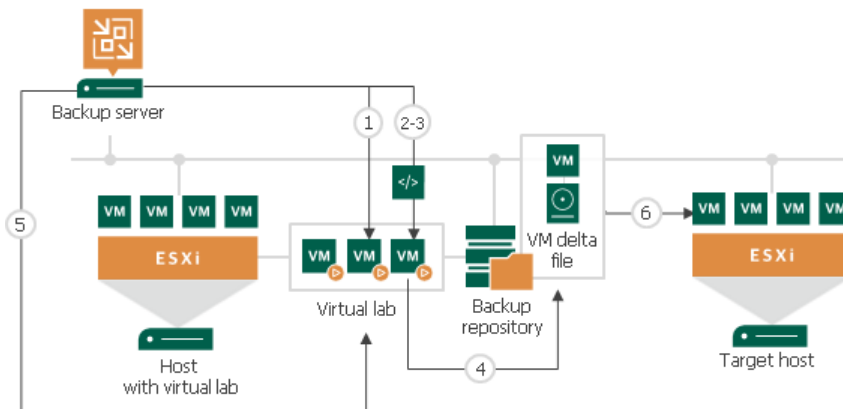 Backup server
1
2-3
</>
VM
VM VM VM VM
ESXi
Host
with virtual lab
VM VM VM
Virtual lab
Backup
repository
VM delta
file
VM VM VM VM
ESXi
Target host
5
6
4